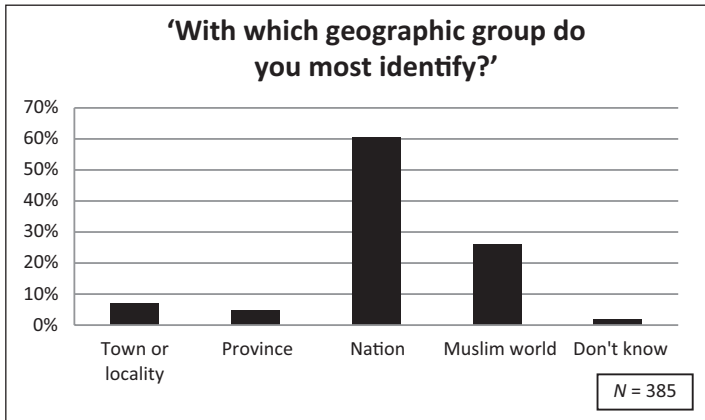 ‘With which geographic group do
you most identify?’
70%
60%
50%
40%
30%
20%
10%
0%
Town or
locality
Province
Nation
Muslim world
Don't know
N = 385